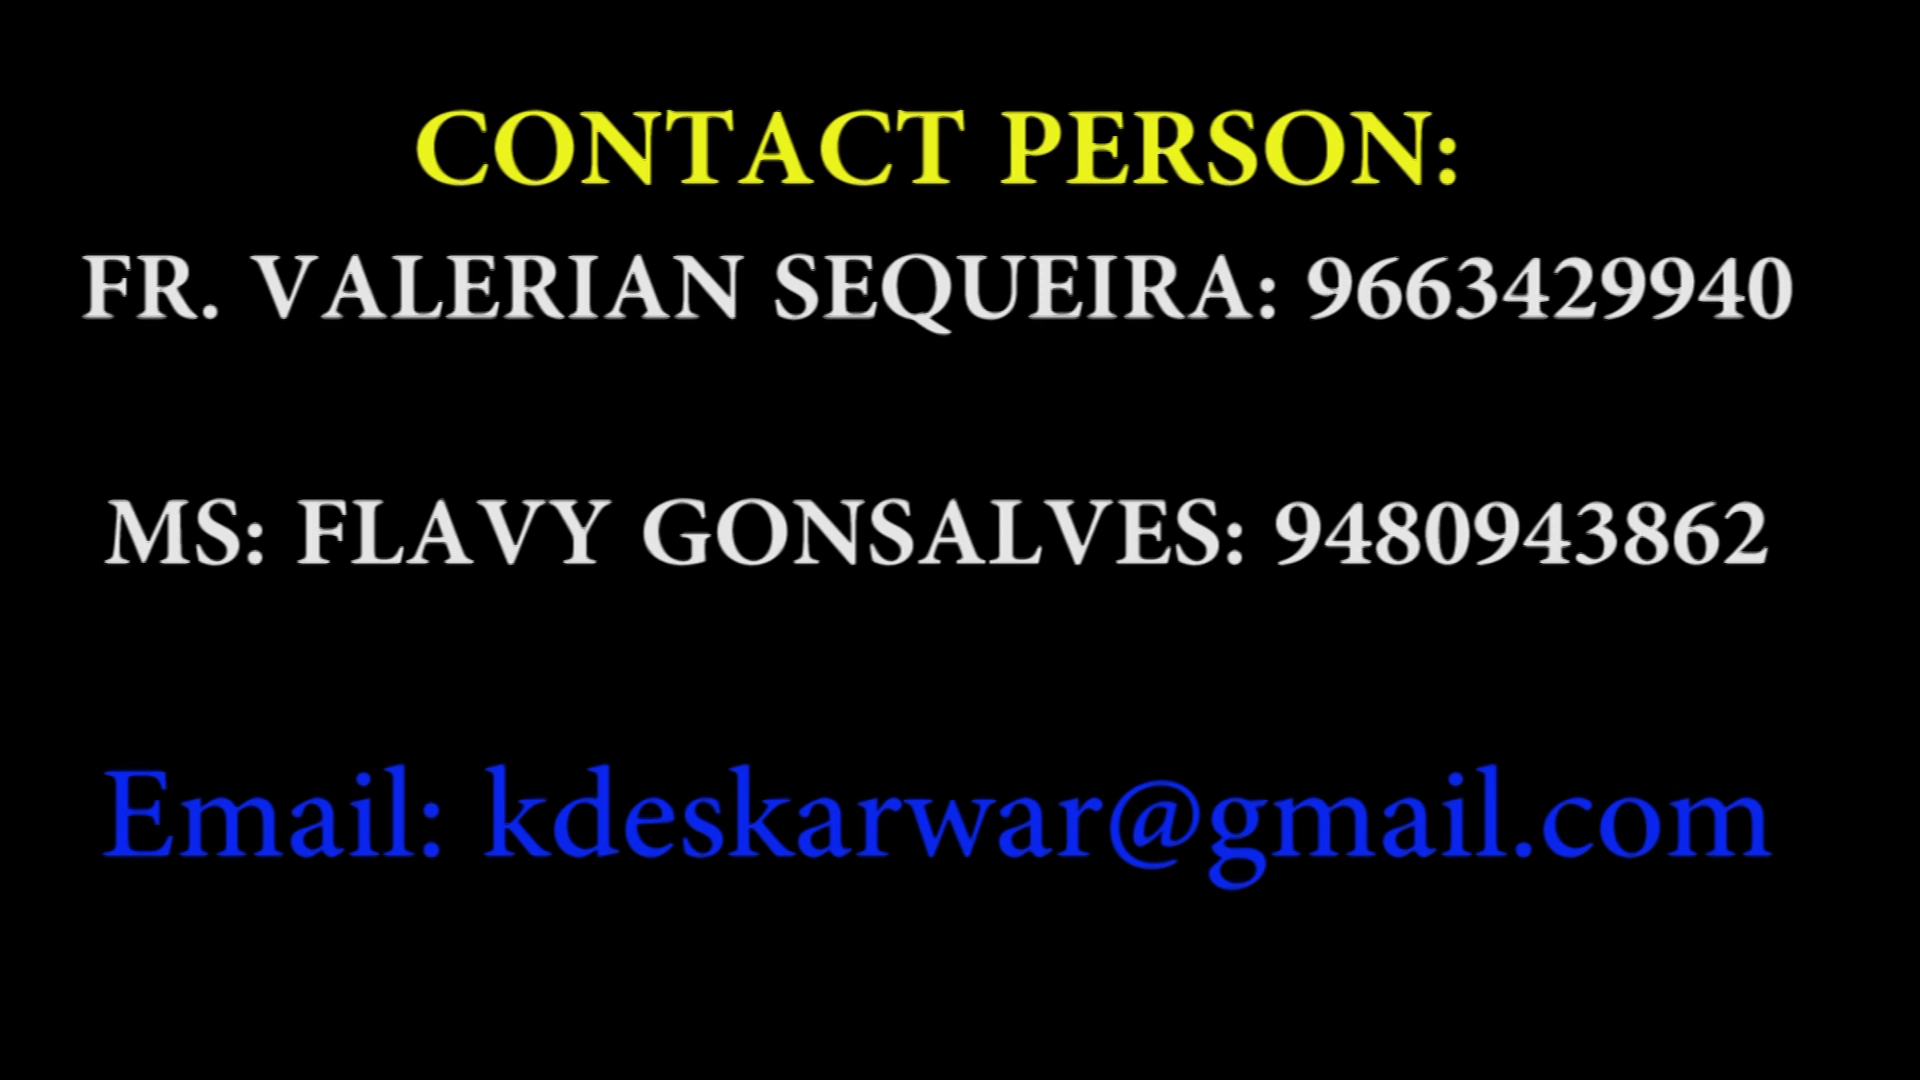 CONTACT PERSON:
FR. VALERIAN SEQUEIRA: 9663429940
MS: FLAVY GONSALVES: 9480943862
Email: kdeskarwar@gmail.com